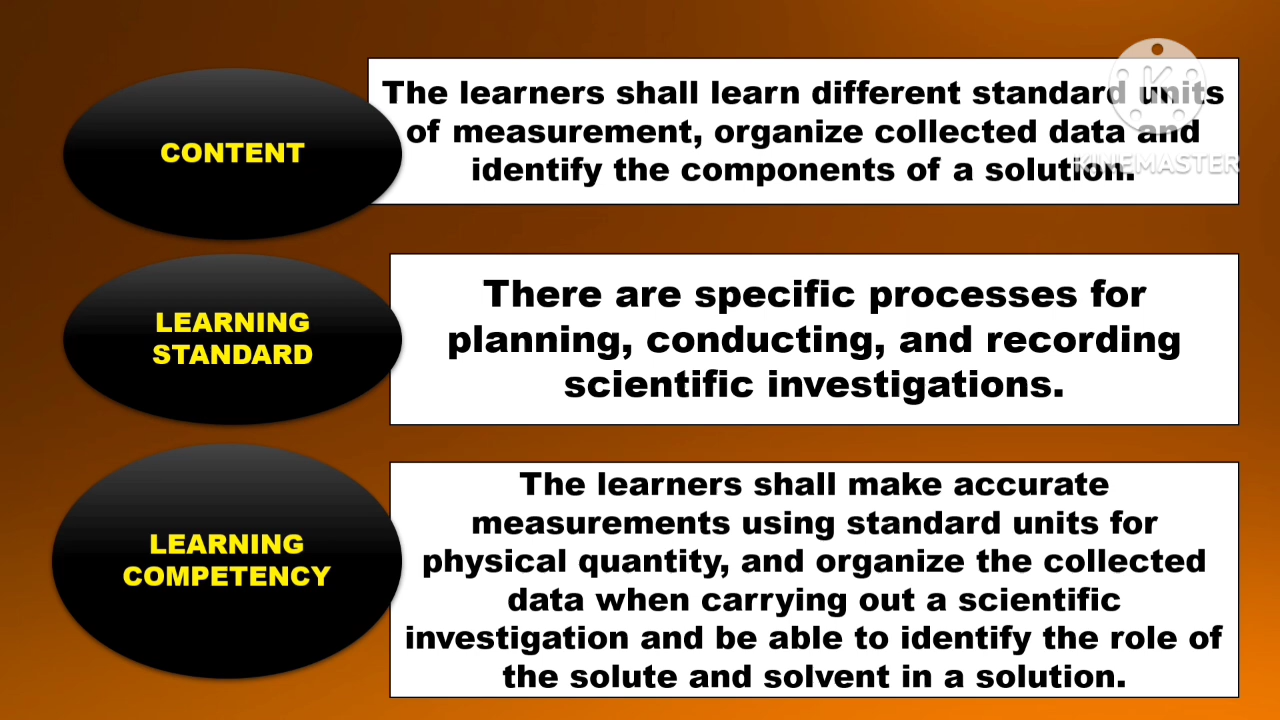 CONTENT
The learners shall learn different standard units
of measurement, organize collected data and
identify the components of a solution.
KINEMASTER
LEARNING
STANDARD
There are specific processes for
planning, conducting, and recording
scientific investigations.
LEARNING
COMPETENCY
The learners shall make accurate
measurements using standard units for
physical quantity, and organize the collected
data when carrying out a scientific
investigation and be able to identify the role of
the solute and solvent in a solution.